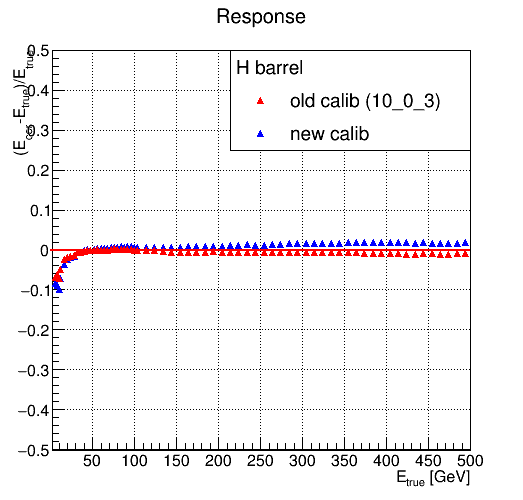 Response
(E_cor-E_true)/E_true
H barrel
old calib (10_0_3)
new calib
0.5
0.4
0.3
0.2
0.1
0
−0.1
−0.2
−0.3
−0.4
−0.5
50 100 150 200 250 300 350 400 450 500
E_true [GeV]